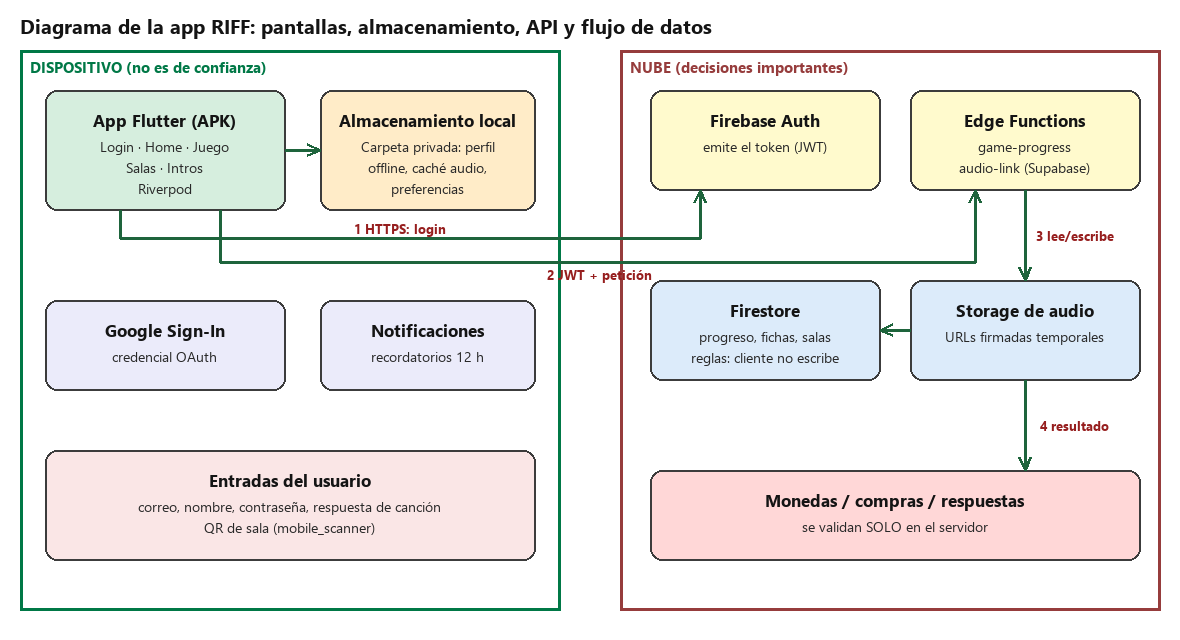 Diagrama de la app RIFF: pantallas, almacenamiento, API y flujo de datos
DISPOSITIVO (no es de confianza)
App Flutter (APK)
Login · Home · Juego
Salas · Intros
Riverpod
Almacenamiento local
Carpeta privada: perfil
offline, caché audio,
preferencias
1 HTTPS: login
2 JWT + petición
Google Sign-In
credencial OAuth
Notificaciones
recordatorios 12 h
Entradas del usuario
correo, nombre, contraseña, respuesta de canción
QR de sala (mobile_scanner)
NUBE (decisiones importantes)
Firebase Auth
emite el token (JWT)
Edge Functions
game-progress
audio-link (Supabase)
3 lee/escribe
Firestore
progreso, fichas, salas
reglas: cliente no escribe
Storage de audio
URLs firmadas temporales
4 resultado
Monedas / compras / respuestas
se validan SOLO en el servidor